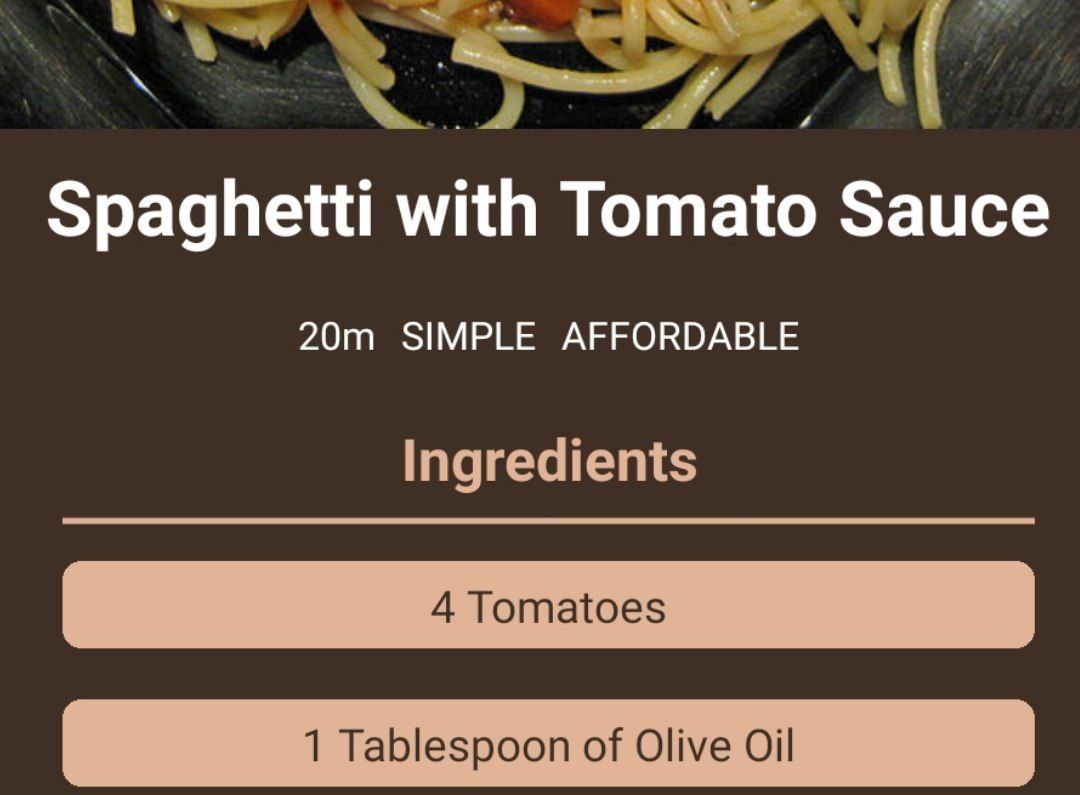 Spaghetti with Tomato Sauce
20m SIMPLE AFFORDABLE
Ingredients
4 Tomatoes
1 Tablespoon of Olive Oil